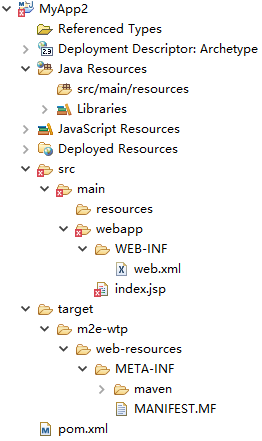 MyApp2
Referenced Types
Deployment Descriptor: Archetype
Java Resources
src/main/resources
Libraries
JavaScript Resources
Deployed Resources
src
main
resources
webapp
WEB-INF
web.xml
index.jsp
target
m2e-wtp
web-resources
META-INF
maven
MANIFEST.MF
pom.xml